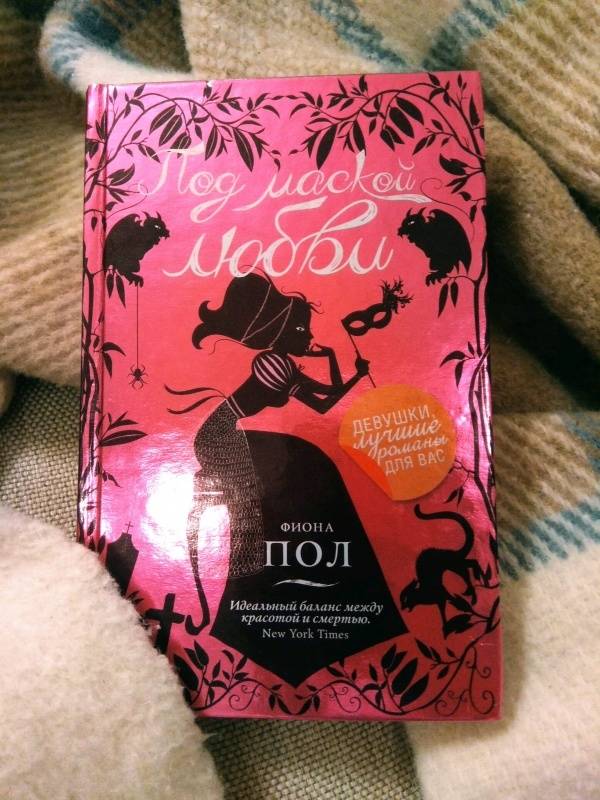 Под маской
любви
ДЕВУШКИ,
лучшие
романы
ДЛЯ ВАС
ФИОНА
ПОЛ
Идеальный баланс между
красотой и смертью.
New York Times